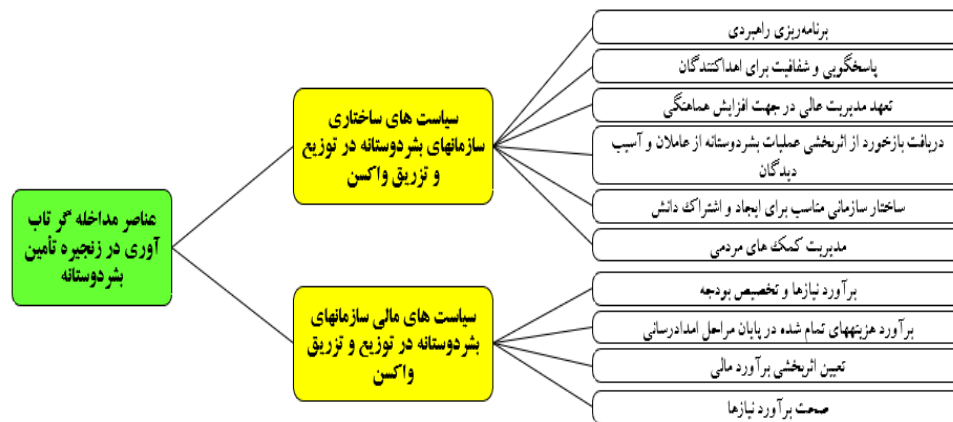 عناصر مداخله گر تاب
آوری در زنجیره تأمین
بشردوستانه
سیاست های ساختاری
سازمانهای بشردوستانه در توزیع
و تزریق واکسن
برنامه‌ریزی راهبردی
پاسخگویی و شفافیت برای اهداکنندگان
تعهد مدیریت عالی در جهت افزایش هماهنگی
دریافت بازخورد از اثربخشی عملیات بشردوستانه از عاملان و آسیب
دیدگان
ساختار سازمانی مناسب برای ایجاد و اشتراک دانش
مدیریت کمک های مردمی
سیاست های مالی سازمانهای
بشردوستانه در توزیع و تزریق
واکسن
برآورد نیازها و تخصیص بودجه
برآورد هزینههای تمام شده در پایان مراحل امدادرسانی
تعیین اثربخشی برآورد مالی
صحت برآورد نیازها